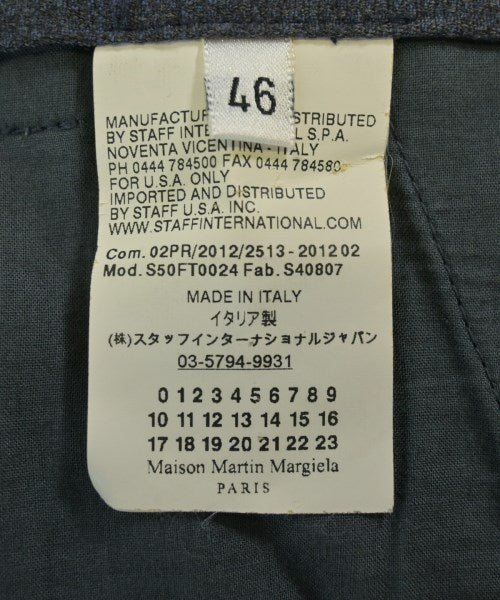 46
MANUFACTUR STRIBUTED
BY STAFF INTER L S.P.A.
NOVENTA VICENTINA - ITALY
PH 0444 784500 FAX 0444 784580
FOR U.S.A. ONLY
IMPORTED AND DISTRIBUTED
BY STAFF U.S.A. INC.
WWW.STAFFINTERNATIONAL.COM
Com. 02PR/2012/2513 - 2012 02
Mod. S50FT0024 Fab. S40807
MADE IN ITALY
イタリア製
(株)スタッフインターナショナルジャパン
03-5794-9931
0 1 2 3 4 5 6 7 8 9
10 11 12 13 14 15 16
17 18 19 20 21 22 23
Maison Martin Margiela
PARIS